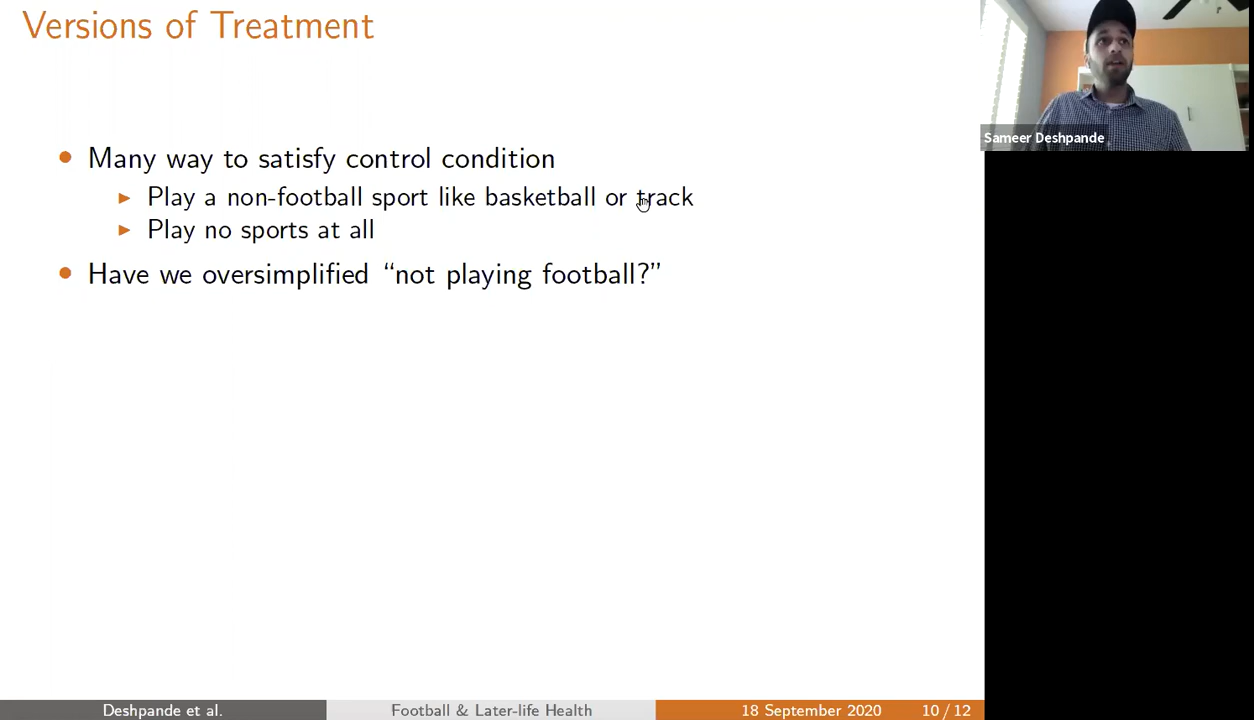 Versions of Treatment
Many way to satisfy control condition
Play a non-football sport like basketball or track
Play no sports at all
Have we oversimplified “not playing football?”
Sameer Deshpande
Deshpande et al.
Football & Later-life Health
18 September 2020
10 / 12